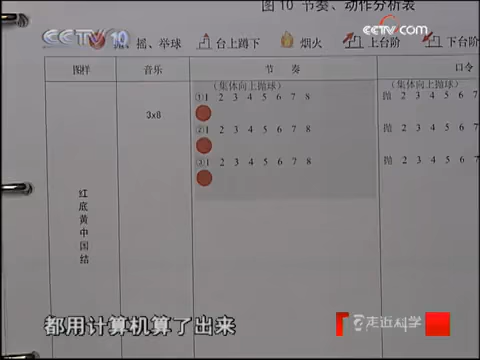 图10 节奏、动作分析表
CCTV 10
cctv.com
摇、举球 台上蹲下 烟火 上台阶 下台阶
图样 音乐 节 奏 口令
(集体向上抛球) (集体向上抛球)
3x8
①1 2 3 4 5 6 7 8 抛 2 3 4 5 6 7
②1 2 3 4 5 6 7 8 抛 2 3 4 5 6 7
③1 2 3 4 5 6 7 8 抛 2 3 4 5 6 7
红底黄中国结
都用计算机算了出来
走近科学